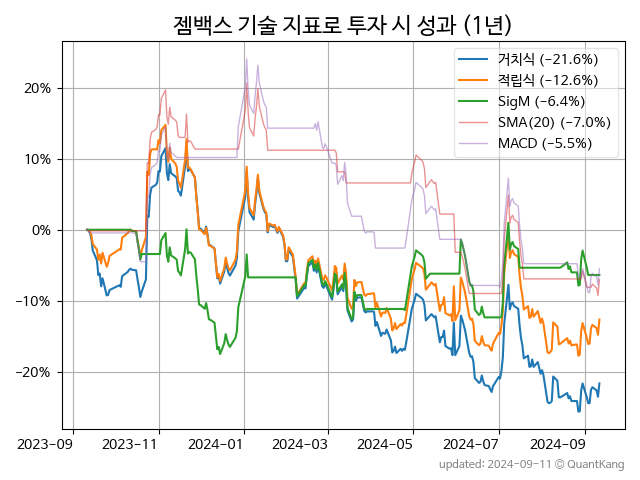 젬백스 기술 지표로 투자 시 성과 (1년)
거치식 (−21.6%)
적립식 (−12.6%)
SigM (−6.4%)
SMA(20) (−7.0%)
MACD (−5.5%)
20%
10%
0%
−10%
−20%
2023-09
2023-11
2024-01
2024-03
2024-05
2024-07
2024-09
updated: 2024-09-11 © QuantKang